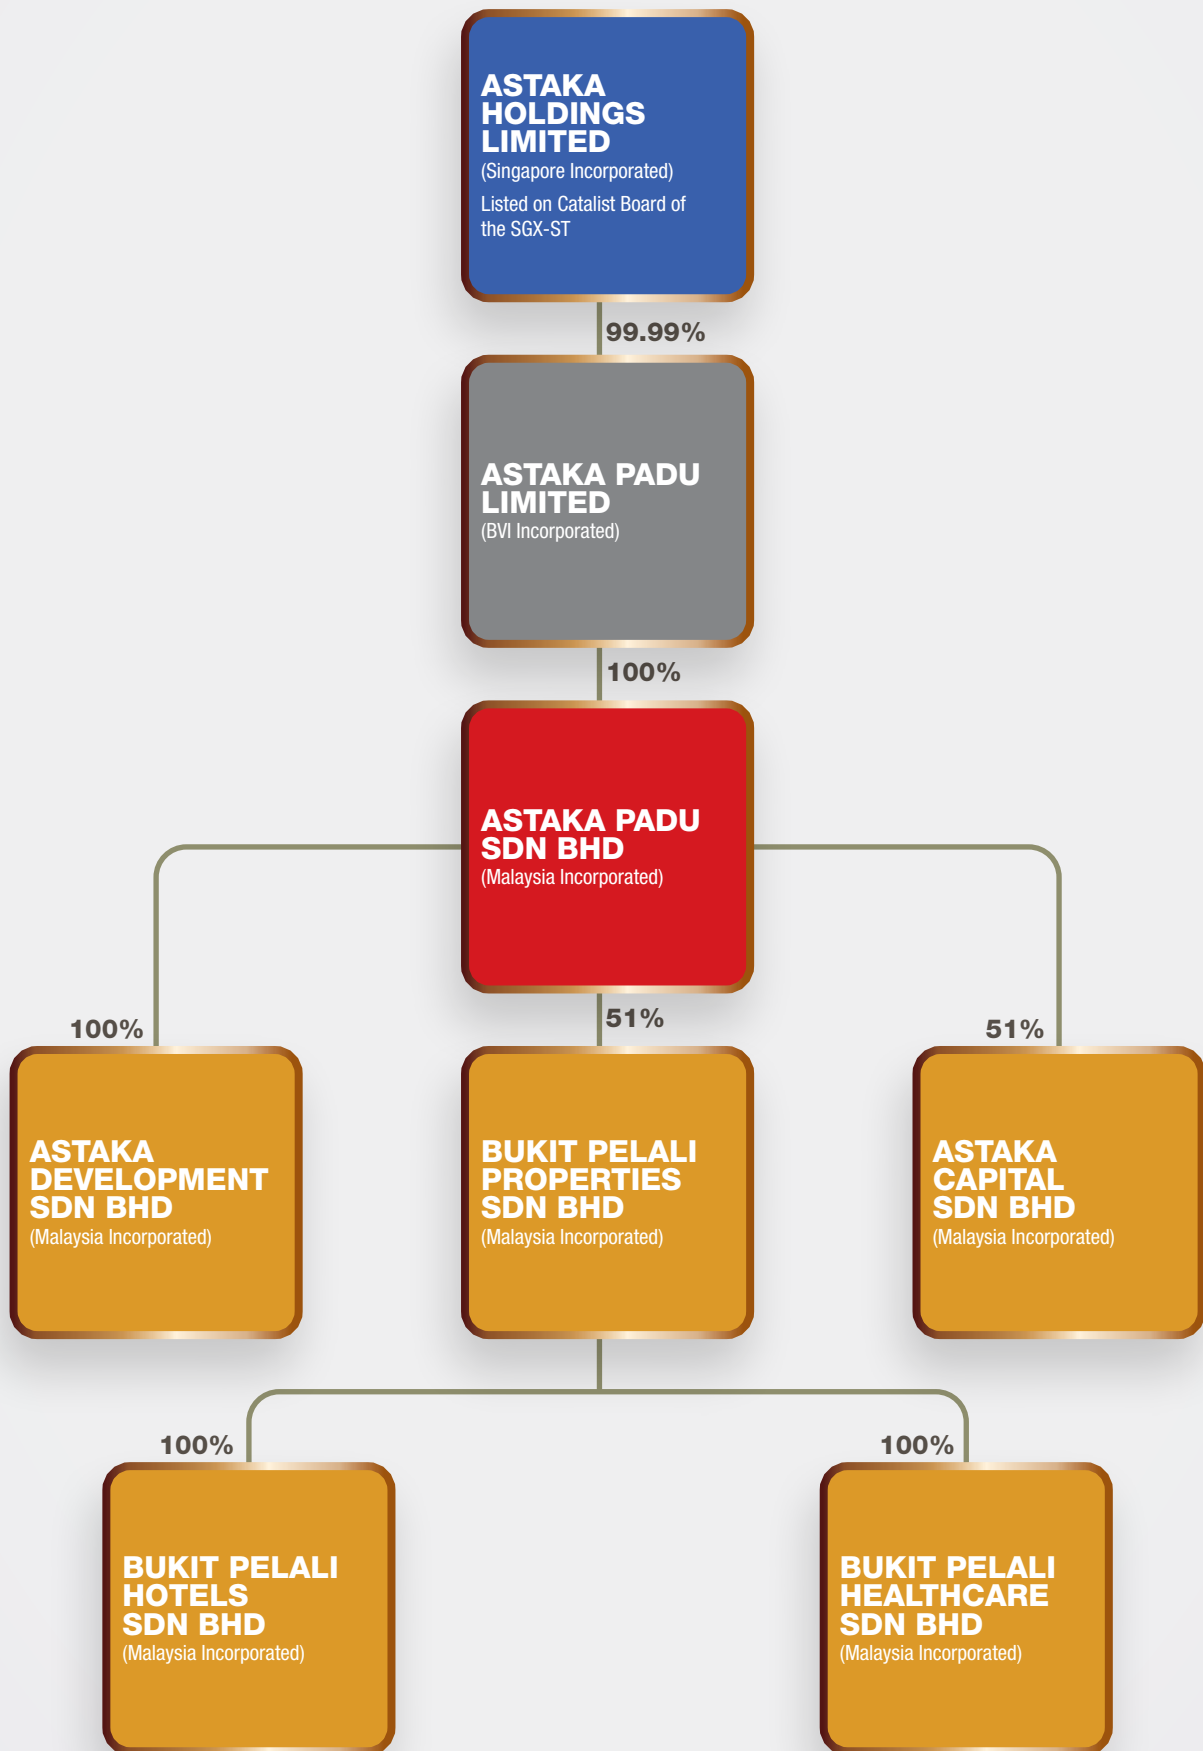 ASTAKA
HOLDINGS
LIMITED
(Singapore Incorporated)
Listed on Catalist Board of
the SGX-ST
99.99%
ASTAKA PADU
LIMITED
(BVI Incorporated)
100%
ASTAKA PADU
SDN BHD
(Malaysia Incorporated)
100%
51%
51%
ASTAKA
DEVELOPMENT
SDN BHD
(Malaysia Incorporated)
BUKIT PELALI
PROPERTIES
SDN BHD
(Malaysia Incorporated)
ASTAKA
CAPITAL
SDN BHD
(Malaysia Incorporated)
100%
100%
BUKIT PELALI
HOTELS
SDN BHD
(Malaysia Incorporated)
BUKIT PELALI
HEALTHCARE
SDN BHD
(Malaysia Incorporated)